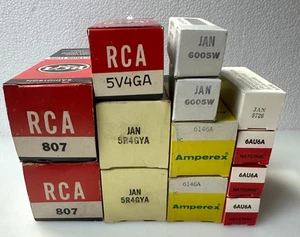 RCA
5V4GA
JAN
6005W
JAN
6005W
JAN
5726
RCA
807
JAN
5R4GYA
6146A
Amperex
6AU6A
RCA
807
JAN
5R4GYA
6146A
Amperex
6AU6A
6AU6A